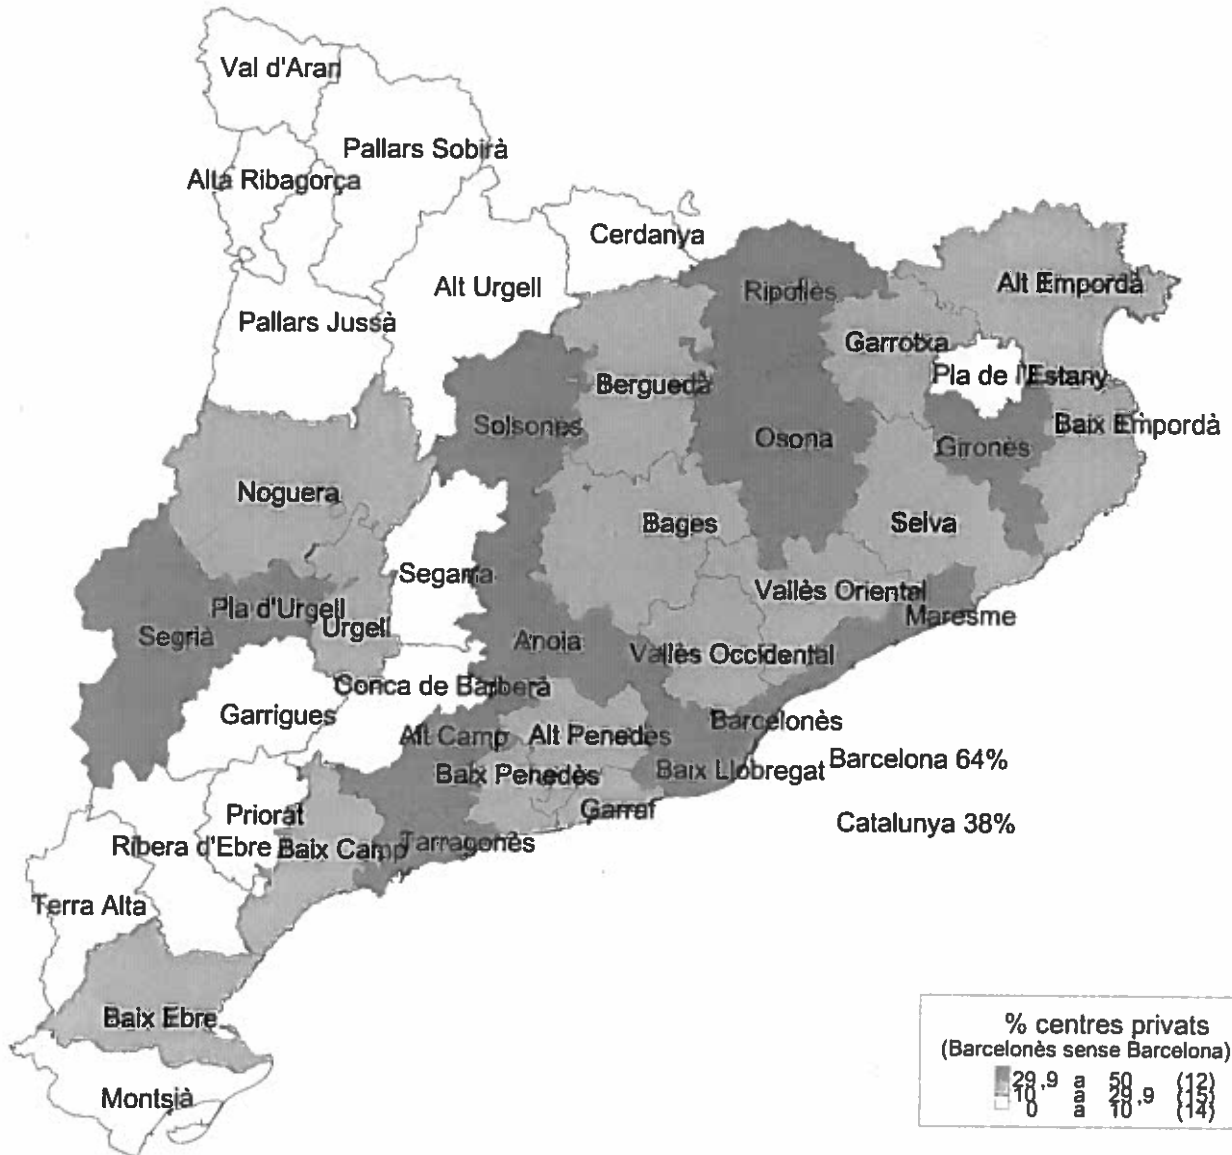 Val d'Aran
Pallars Sobirà
Alta Ribagorça
Cerdanya
Alt Urgell
Alt Empordà
Ripollès
Pallars Jussà
Garrotxa
Pla de l'Estany
Berguedà
Solsonès
Baix Empordà
Osona
Gironès
Noguera
Bages
Selva
Segarra
Vallès Oriental
Pla d'Urgell
Maresme
Urgell
Segrià
Anoia
Vallès Occidental
Conca de Barberà
Garrigues
Barcelonès
Alt Camp
Alt Penedès
Barcelona 64%
Baix Penedès
Baix Llobregat
Garraf
Priorat
Catalunya 38%
Ribera d'Ebre
Baix Camp
Tarragonès
Terra Alta
Baix Ebre
Montsià
% centres privats
(Barcelonès sense Barcelona)
29,9 a 50 (12)
10 a 29,9 (15)
0 a 10 (14)